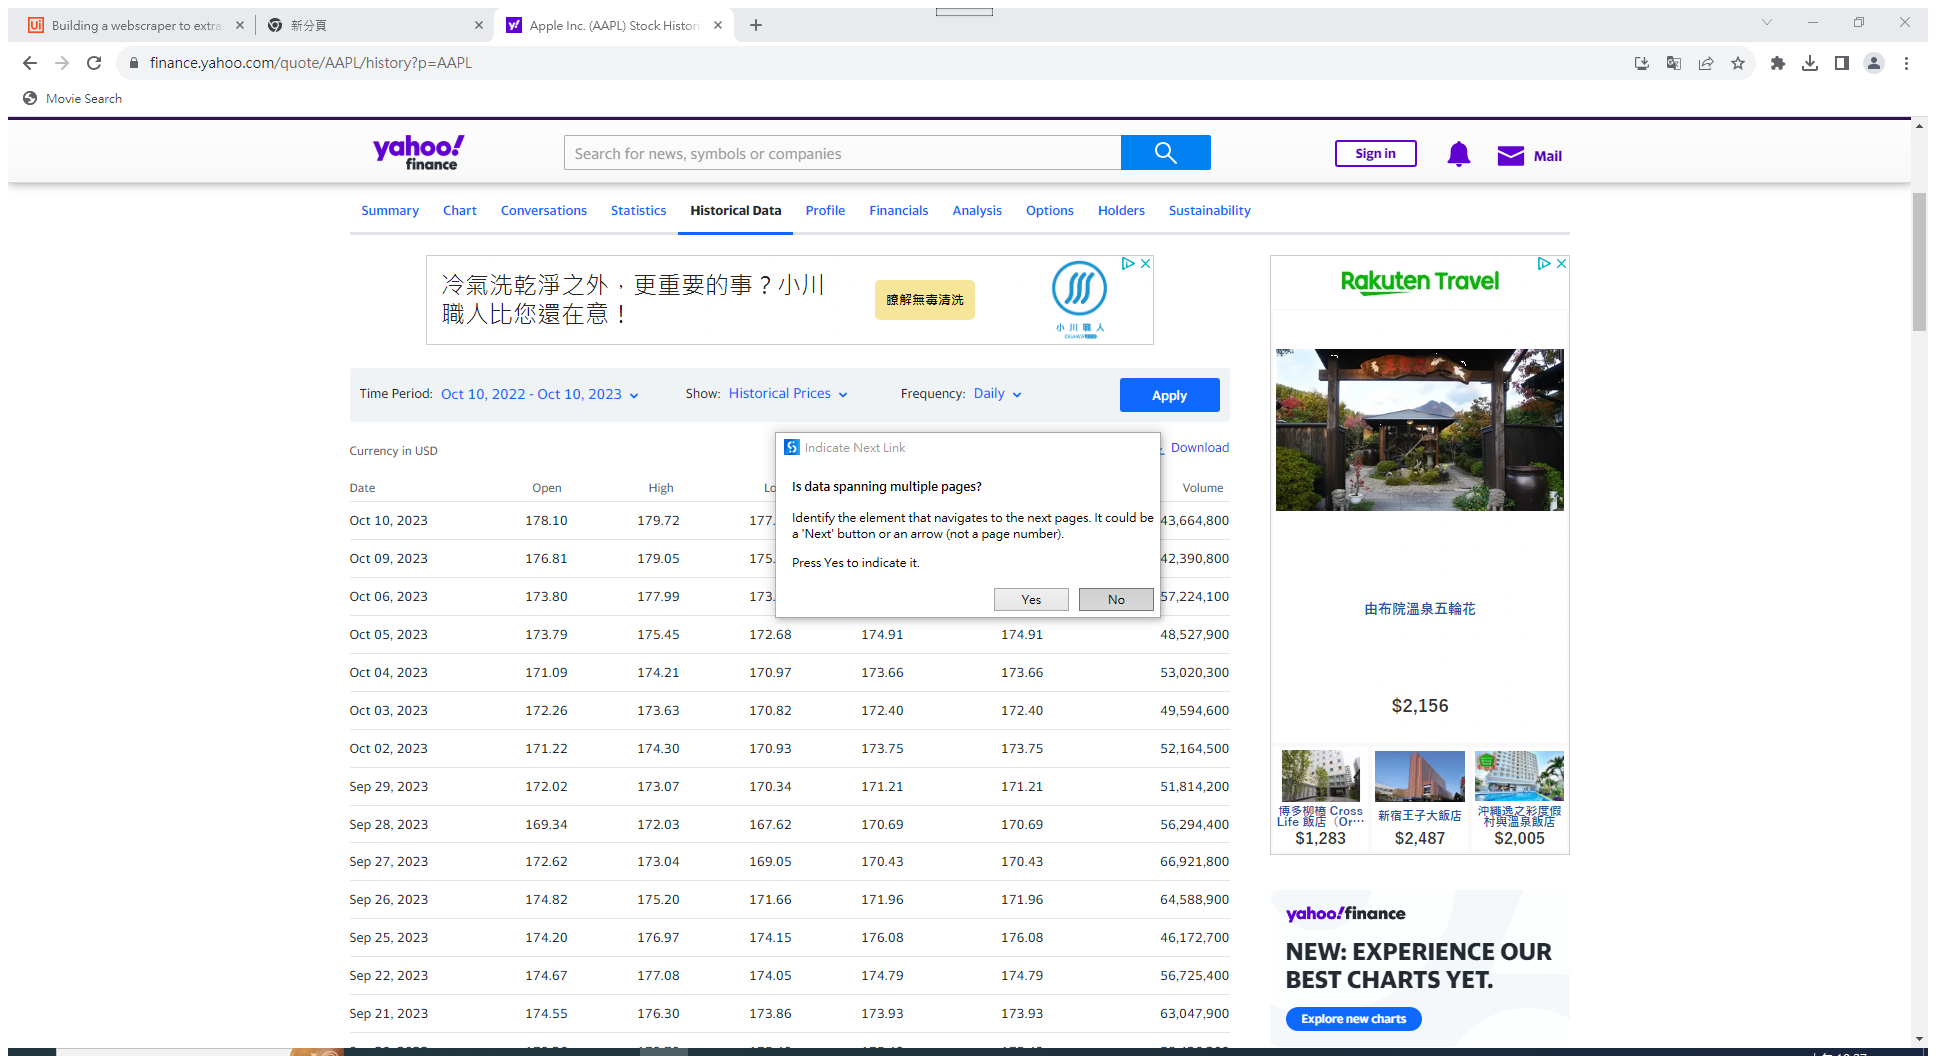 Building a webscraper to extra
新分頁
Apple Inc. (AAPL) Stock Histori
finance.yahoo.com/quote/AAPL/history?p=AAPL
Movie Search
yahoo! finance
Search for news, symbols or companies
Sign in
Mail
Summary Chart Conversations Statistics Historical Data Profile Financials Analysis Options Holders Sustainability
冷氣洗乾淨之外，更重要的事？小川
職人比您還在意！
瞭解無毒清洗
小川職人
Rakuten Travel
Time Period: Oct 10, 2022 - Oct 10, 2023 Show: Historical Prices Frequency: Daily Apply
Currency in USD
Download
Indicate Next Link
Is data spanning multiple pages?
Identify the element that navigates to the next pages. It could be
a 'Next' button or an arrow (not a page number).
Press Yes to indicate it.
Yes No
Date Open High Lo Volume
Oct 10, 2023 178.10 179.72 177. 43,664,800
Oct 09, 2023 176.81 179.05 175. 42,390,800
Oct 06, 2023 173.80 177.99 173. 57,224,100
Oct 05, 2023 173.79 175.45 172.68 174.91 174.91 48,527,900
Oct 04, 2023 171.09 174.21 170.97 173.66 173.66 53,020,300
Oct 03, 2023 172.26 173.63 170.82 172.40 172.40 49,594,600
Oct 02, 2023 171.22 174.30 170.93 173.75 173.75 52,164,500
Sep 29, 2023 172.02 173.07 170.34 171.21 171.21 51,814,200
Sep 28, 2023 169.34 172.03 167.62 170.69 170.69 56,294,400
Sep 27, 2023 172.62 173.04 169.05 170.43 170.43 66,921,800
Sep 26, 2023 174.82 175.20 171.66 171.96 171.96 64,588,900
Sep 25, 2023 174.20 176.97 174.15 176.08 176.08 46,172,700
Sep 22, 2023 174.67 177.08 174.05 174.79 174.79 56,725,400
Sep 21, 2023 174.55 176.30 173.86 173.93 173.93 63,047,900
由布院溫泉五輪花
$2,156
博多柳橋 Cross
Life 飯店（Or…
$1,283
新宿王子大飯店
$2,487
沖繩逸之彩度假
村與溫泉飯店
$2,005
yahoo!finance
NEW: EXPERIENCE OUR
BEST CHARTS YET.
Explore new charts